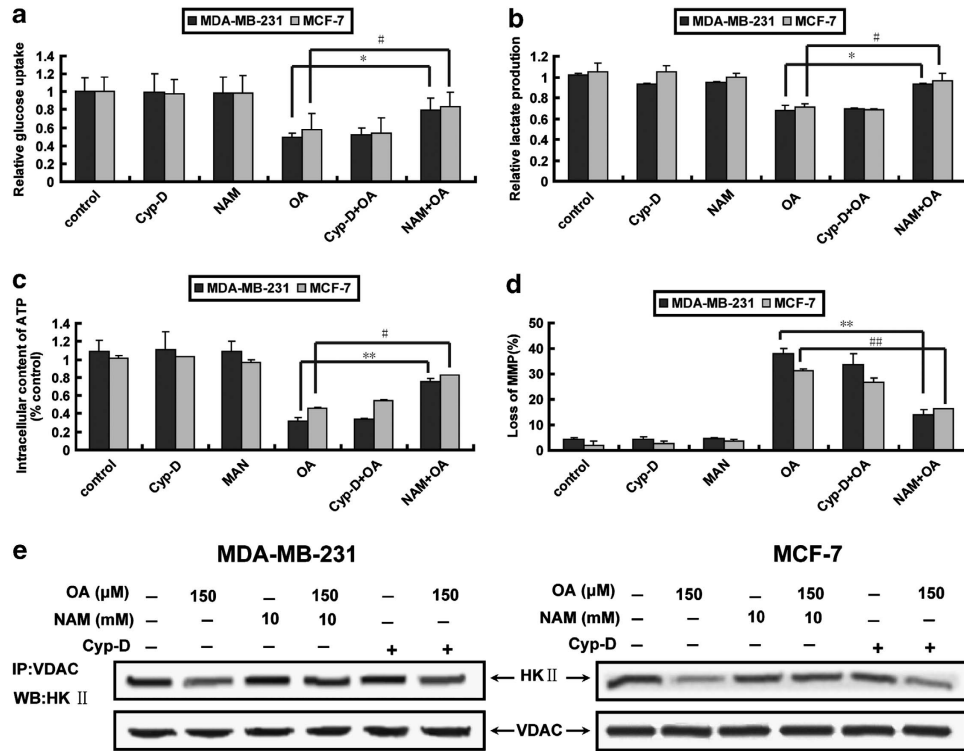 a
MDA-MB-231 MCF-7
Relative glucose uptake
1.4
1.2
1
0.8
0.6
0.4
0.2
0
*
#
control Cyp-D NAM OA Cyp-D+OA NAM+OA
b
MDA-MB-231 MCF-7
Relative lactate prodution
1.4
1.2
1
0.8
0.6
0.4
0.2
0
*
#
control Cyp-D NAM OA Cyp-D+OA NAM+OA
c
MDA-MB-231 MCF-7
Intracellular content of ATP
(% control)
1.4
1.2
1
0.8
0.6
0.4
0.2
0
**
#
control Cyp-D MAN OA Cyp-D+OA NAM+OA
d
MDA-MB-231 MCF-7
Loss of MMP(%)
50
40
30
20
10
0
**
##
control Cyp-D NAM OA Cyp-D+OA NAM+OA
e
MDA-MB-231
OA (μM) – 150 – 150 – 150
NAM (mM) – – 10 10 – –
Cyp-D – – – – + +
IP:VDAC
WB:HK Ⅱ
HKⅡ
VDAC
MCF-7
OA (μM) – 150 – 150 – 150
NAM (mM) – – 10 10 – –
Cyp-D – – – – + +